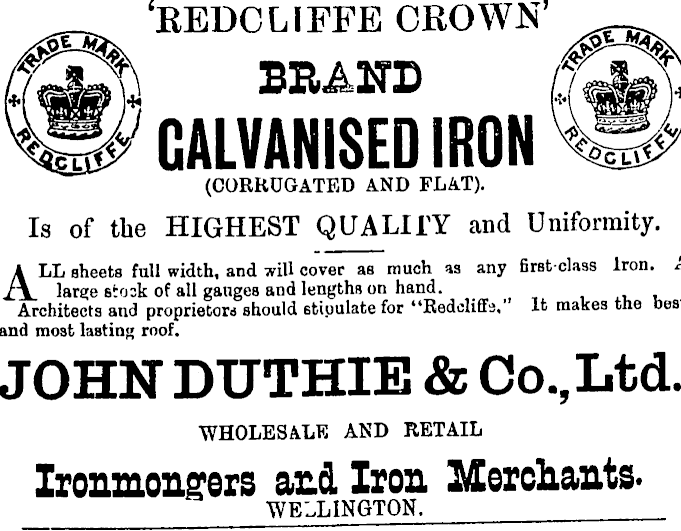 'REDCLIFFE CROWN'
TRADE MARK
REDCLIFFE
BRAND
TRADE MARK
REDCLIFFE
GALVANISED IRON
(CORRUGATED AND FLAT).
Is of the HIGHEST QUALITY and Uniformity.
ALL sheets full width, and will cover as much as any first-class Iron. A
large stock of all gauges and lengths on hand.
Architects and proprietors should stipulate for "Redcliffe." It makes the bes
and most lasting roof.
JOHN DUTHIE & Co., Ltd.
WHOLESALE AND RETAIL
Ironmongers and Iron Merchants.
WELLINGTON.